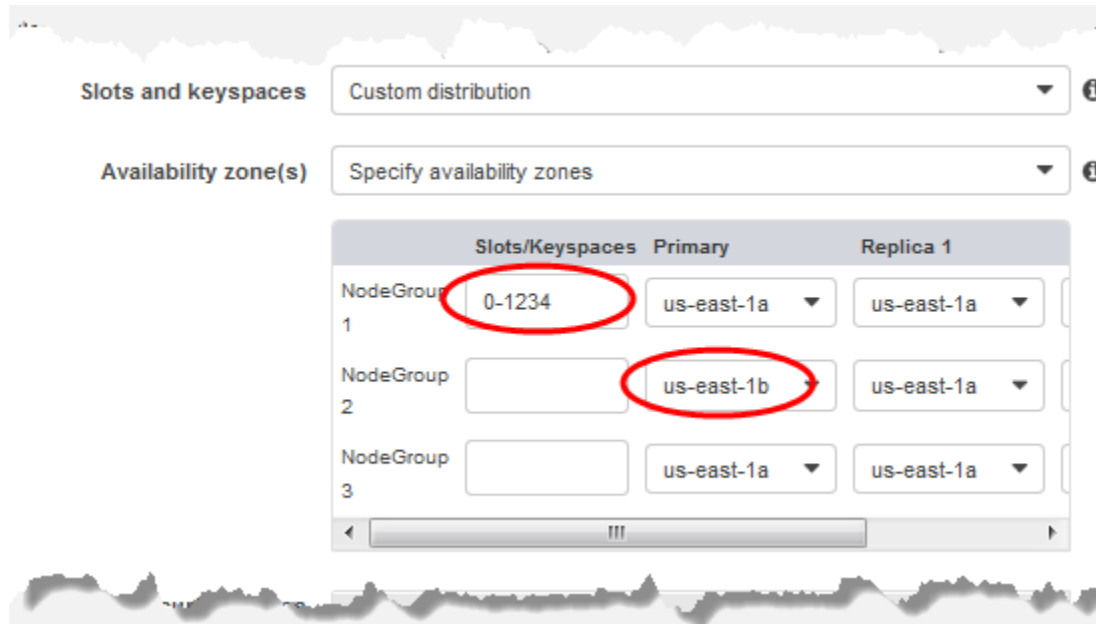 Slots and keyspaces Custom distribution
Availability zone(s) Specify availability zones
Slots/Keyspaces Primary Replica 1
NodeGroup 1 0-1234 us-east-1a us-east-1a
NodeGroup 2 us-east-1b us-east-1a
NodeGroup 3 us-east-1a us-east-1a